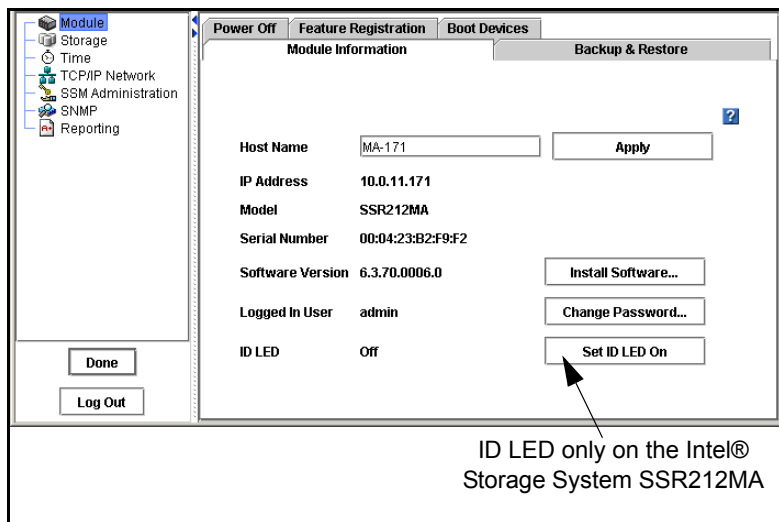 Module
Storage
Time
TCP/IP Network
SSM Administration
SNMP
Reporting
Done
Log Out
Power Off Feature Registration Boot Devices
Module Information Backup & Restore
?
Host Name MA-171 Apply
IP Address 10.0.11.171
Model SSR212MA
Serial Number 00:04:23:B2:F9:F2
Software Version 6.3.70.0006.0 Install Software...
Logged In User admin Change Password...
ID LED Off Set ID LED On
ID LED only on the Intel®
Storage System SSR212MA